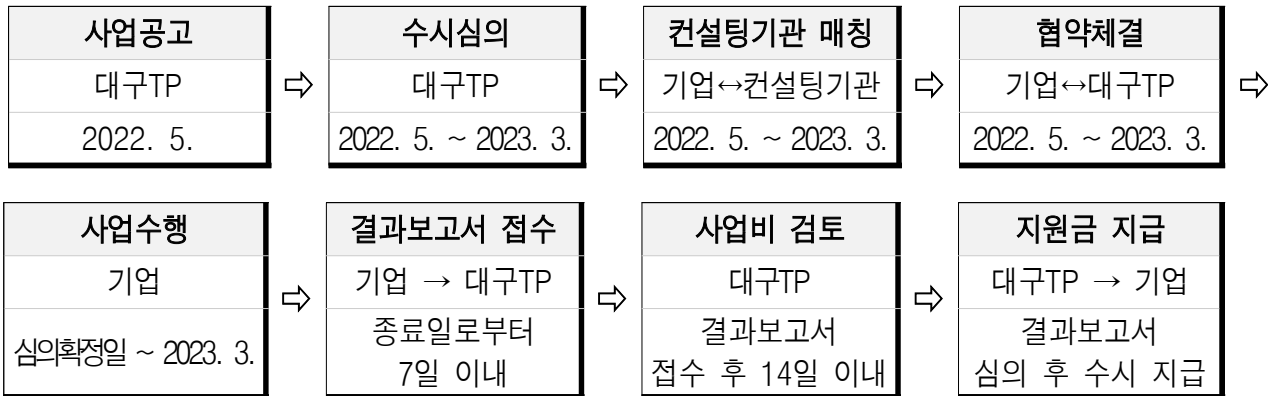 사업공고
대구TP
2022. 5.
⇨
수시심의
대구TP
2022. 5. ~ 2023. 3.
⇨
컨설팅기관 매칭
기업↔컨설팅기관
2022. 5. ~ 2023. 3.
⇨
협약체결
기업↔대구TP
2022. 5. ~ 2023. 3.
⇨
사업수행
기업
심의확정일 ~ 2023. 3.
⇨
결과보고서 접수
기업 → 대구TP
종료일로부터
7일 이내
⇨
사업비 검토
대구TP
결과보고서
접수 후 14일 이내
⇨
지원금 지급
대구TP → 기업
결과보고서
심의 후 수시 지급